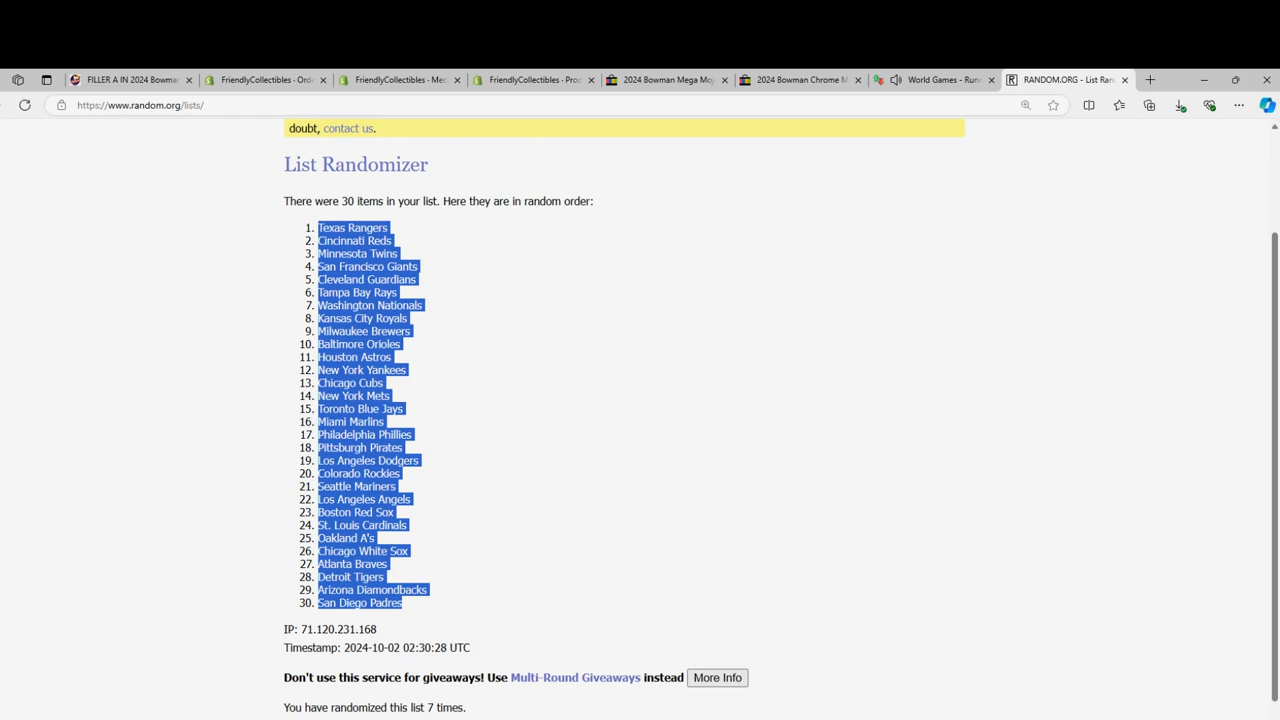 FILLER A IN 2024 Bowman
FriendlyCollectibles - Ord
FriendlyCollectibles - Mec
FriendlyCollectibles - Proc
2024 Bowman Mega Mo
2024 Bowman Chrome M
World Games - Run
RANDOM.ORG - List Ran
https://www.random.org/lists/
doubt, contact us.
List Randomizer
There were 30 items in your list. Here they are in random order:
1. Texas Rangers
2. Cincinnati Reds
3. Minnesota Twins
4. San Francisco Giants
5. Cleveland Guardians
6. Tampa Bay Rays
7. Washington Nationals
8. Kansas City Royals
9. Milwaukee Brewers
10. Baltimore Orioles
11. Houston Astros
12. New York Yankees
13. Chicago Cubs
14. New York Mets
15. Toronto Blue Jays
16. Miami Marlins
17. Philadelphia Phillies
18. Pittsburgh Pirates
19. Los Angeles Dodgers
20. Colorado Rockies
21. Seattle Mariners
22. Los Angeles Angels
23. Boston Red Sox
24. St. Louis Cardinals
25. Oakland A's
26. Chicago White Sox
27. Atlanta Braves
28. Detroit Tigers
29. Arizona Diamondbacks
30. San Diego Padres
IP: 71.120.231.168
Timestamp: 2024-10-02 02:30:28 UTC
Don't use this service for giveaways! Use Multi-Round Giveaways instead More Info
You have randomized this list 7 times.